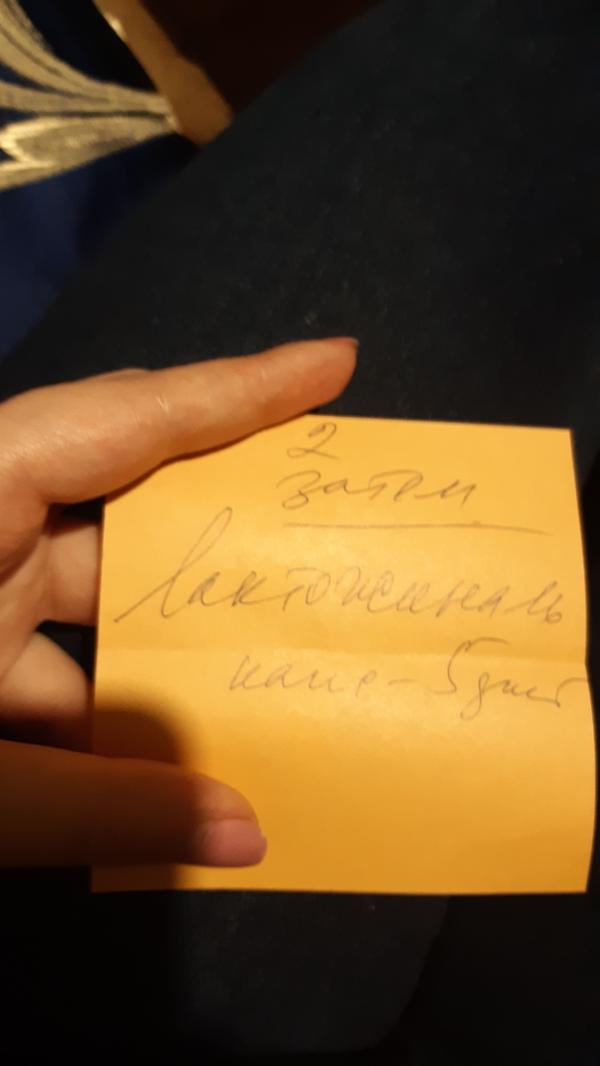 2
затем
Лактожиналь
капс - 5 дней